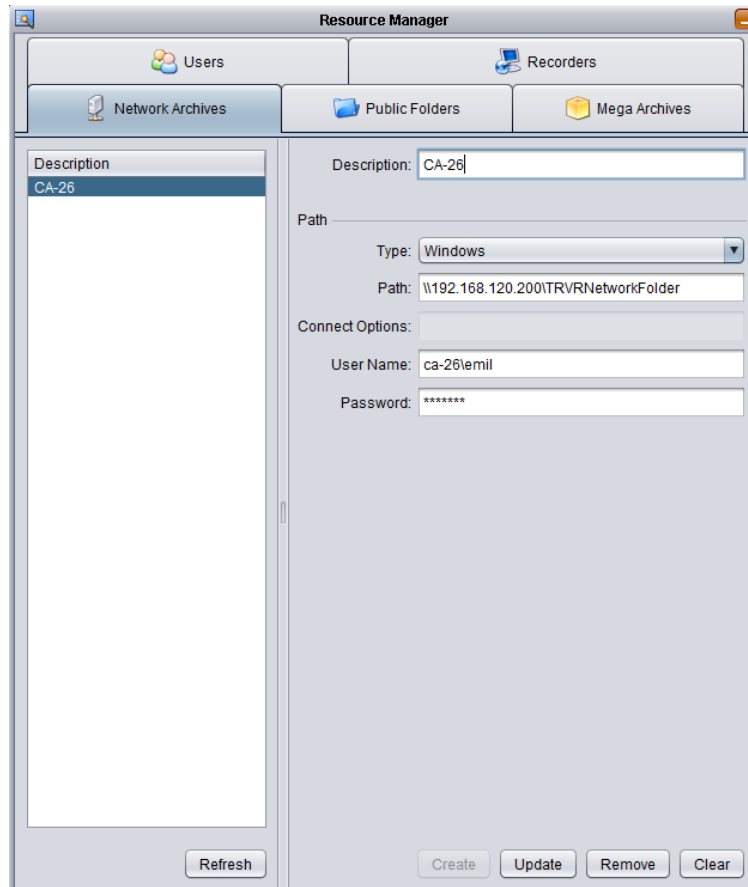 Resource Manager
Users
Recorders
Network Archives
Public Folders
Mega Archives
Description
CA-26
Description: CA-26
Path
Type: Windows
Path: \\192.168.120.200\TRVRNetworkFolder
Connect Options:
User Name: ca-26\emil
Password: *******
Refresh
Create
Update
Remove
Clear